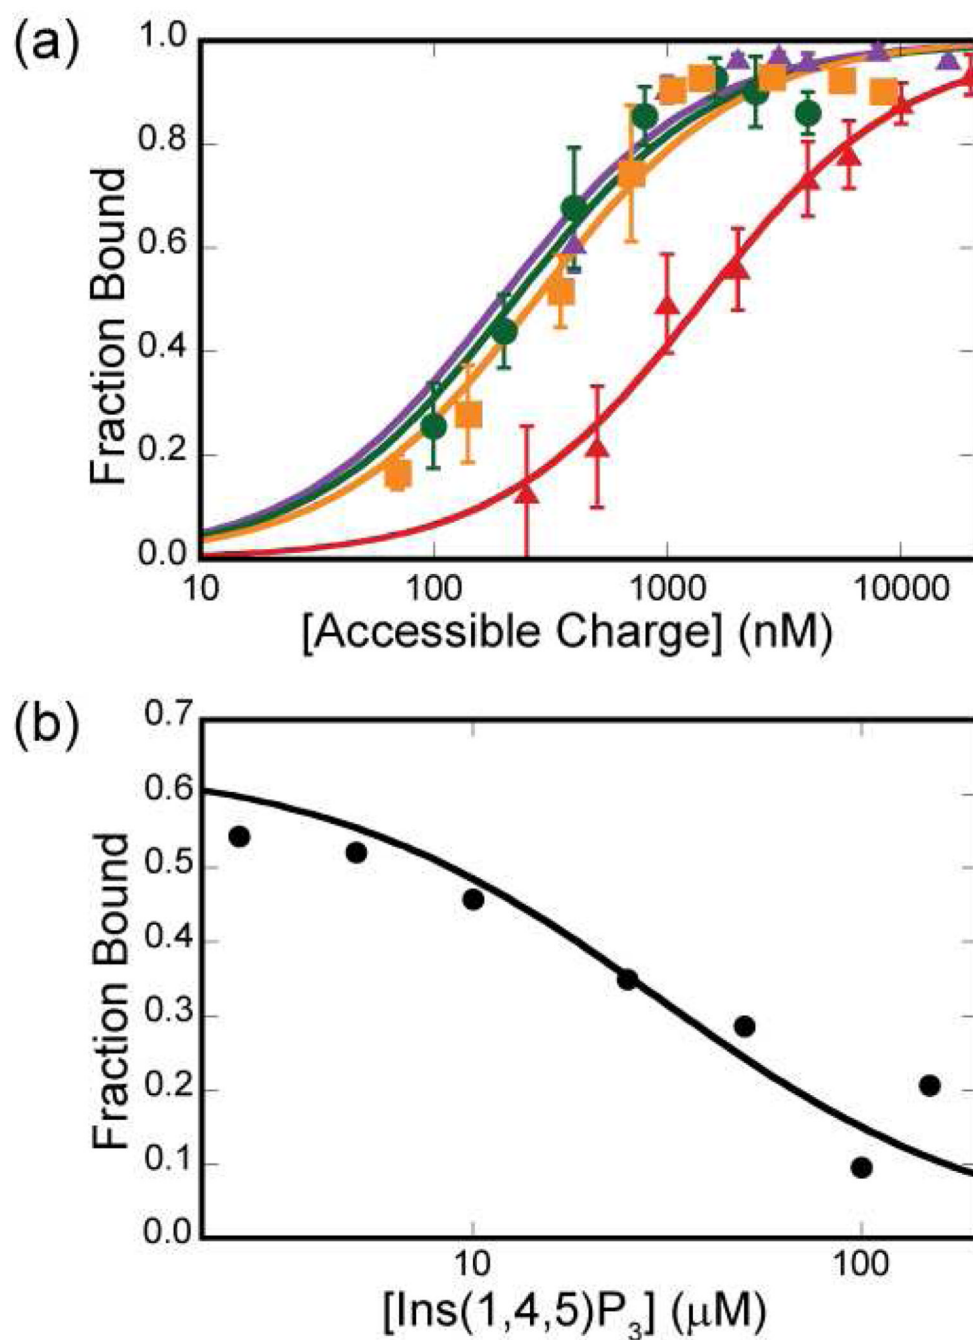 (a)
1.0
0.8
0.6
0.4
0.2
0.0
Fraction Bound
10 100 1000 10000
[Accessible Charge] (nM)
(b)
0.7
0.6
0.5
0.4
0.3
0.2
0.1
0.0
Fraction Bound
10 100
[Ins(1,4,5)P₃] (μM)